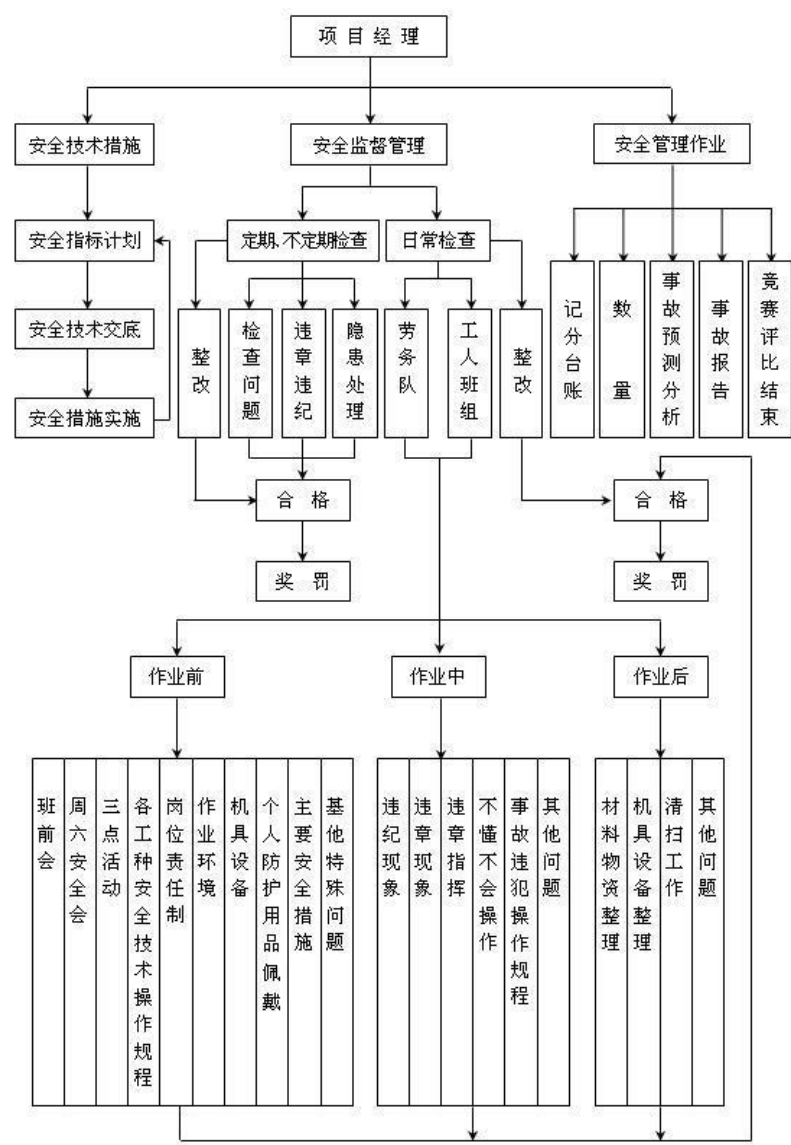 项目经理
安全技术措施
安全监督管理
安全管理作业
安全指标计划
定期、不定期检查
日常检查
安全技术交底
安全措施实施
整改
检查问题
违章违纪
隐患处理
劳务队
工人班组
整改
记分台账
数量
事故预测分析
事故报告
竞赛评比结束
合格
合格
奖罚
奖罚
作业前
作业中
作业后
班前会
周六安全会
三点活动
各工种安全技术操作规程
岗位责任制
作业环境
机具设备
个人防护用品佩戴
主要安全措施
基他特殊问题
违纪现象
违章现象
违章指挥
不懂不会操作
事故违犯操作规程
其他问题
材料物资整理
机具设备整理
清扫工作
其他问题